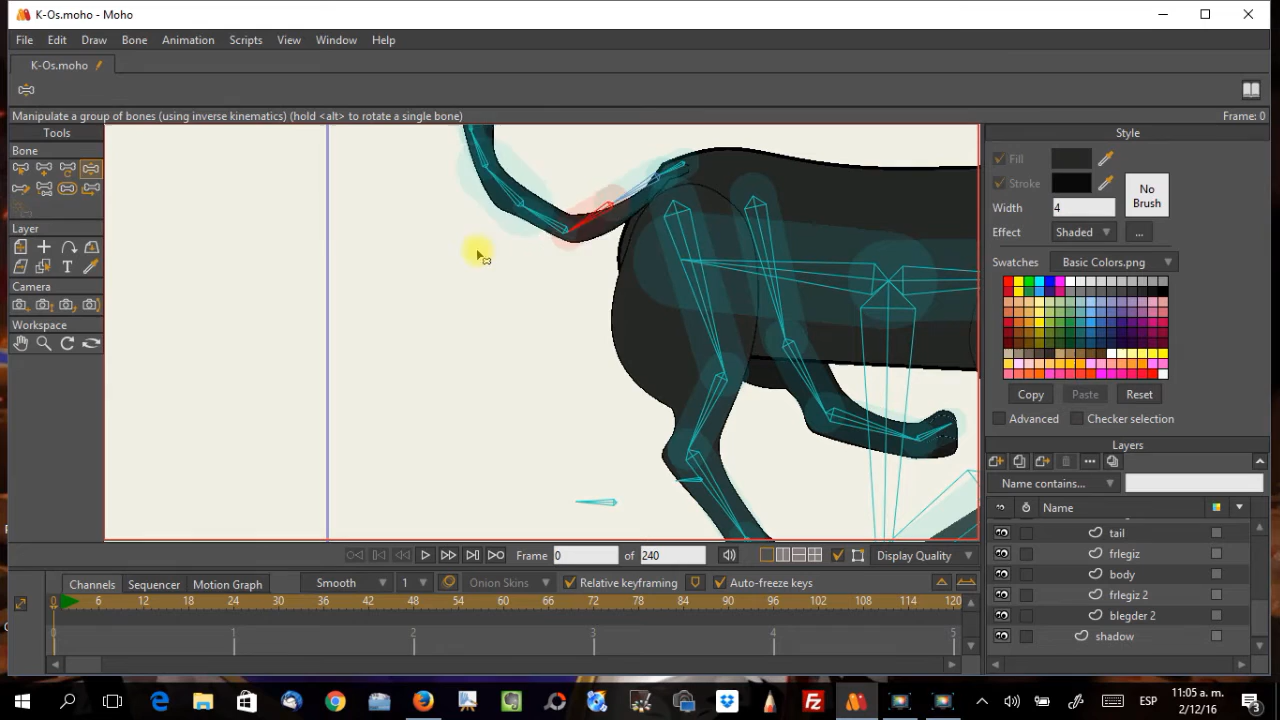 K-Os.moho - Moho
File Edit Draw Bone Animation Scripts View Window Help
K-Os.moho
Manipulate a group of bones (using inverse kinematics) (hold <alt> to rotate a single bone) Frame: 0
Tools
Style
Bone
Fill
Stroke
No
Brush
Width 4
Layer
Effect Shaded ...
T
Swatches Basic Colors.png
Camera
Workspace
Copy Paste Reset
Advanced Checker selection
Layers
Name contains...
Name
tail
frlegiz
body
frlegiz 2
blegder 2
shadow
Frame 0 of 240 Display Quality
Channels Sequencer Motion Graph Smooth 1 Onion Skins Relative keyframing Auto-freeze keys
0 6 12 18 24 30 36 42 48 54 60 66 72 78 84 90 96 102 108 114 120
0 1 2 3 4 5
ESP 11:05 a. m.
2/12/16
3